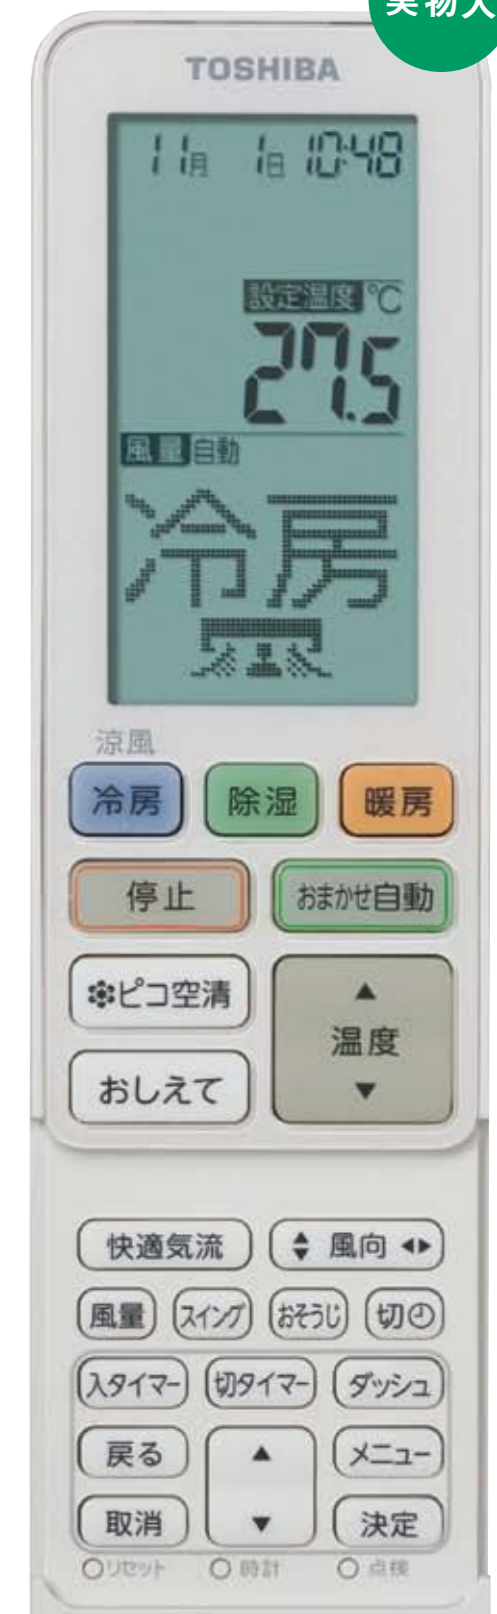 実物大
TOSHIBA
11月 1日 10:48
設定温度 ℃
27.5
風量 自動
冷房
涼風
冷房 除湿 暖房
停止 おまかせ自動
ピコ空清
▲
温度
▼
おしえて
快適気流 風向
風量 スイング おそうじ 切
入タイマー 切タイマー ダッシュ
戻る ▲ メニュー
取消 ▼ 決定
リセット 時計 点検